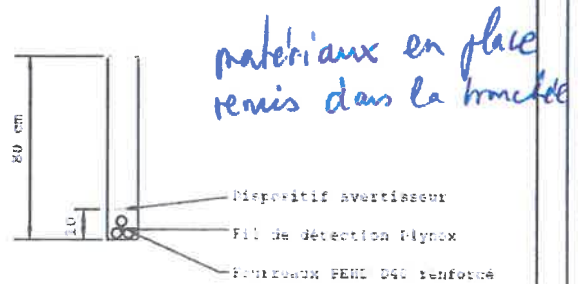 matériaux en place
remis dans la tranchée
80 cm
10
Dispositif avertisseur
Fil de détection Plynox
Fourreaux PEHD D40 renforcé